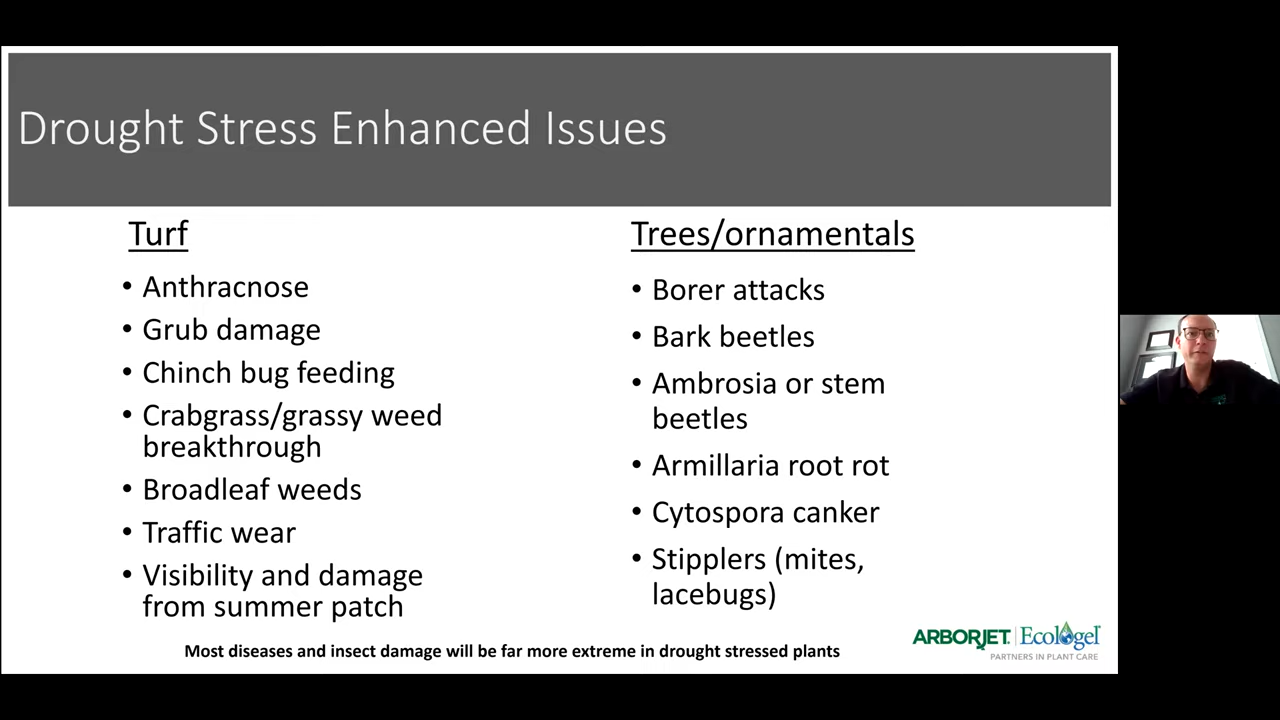 Drought Stress Enhanced Issues
Turf
• Anthracnose
• Grub damage
• Chinch bug feeding
• Crabgrass/grassy weed
breakthrough
• Broadleaf weeds
• Traffic wear
• Visibility and damage
from summer patch
Trees/ornamentals
• Borer attacks
• Bark beetles
• Ambrosia or stem
beetles
• Armillaria root rot
• Cytospora canker
• Stipplers (mites,
lacebugs)
Most diseases and insect damage will be far more extreme in drought stressed plants
ARBORJET | Ecologel
PARTNERS IN PLANT CARE